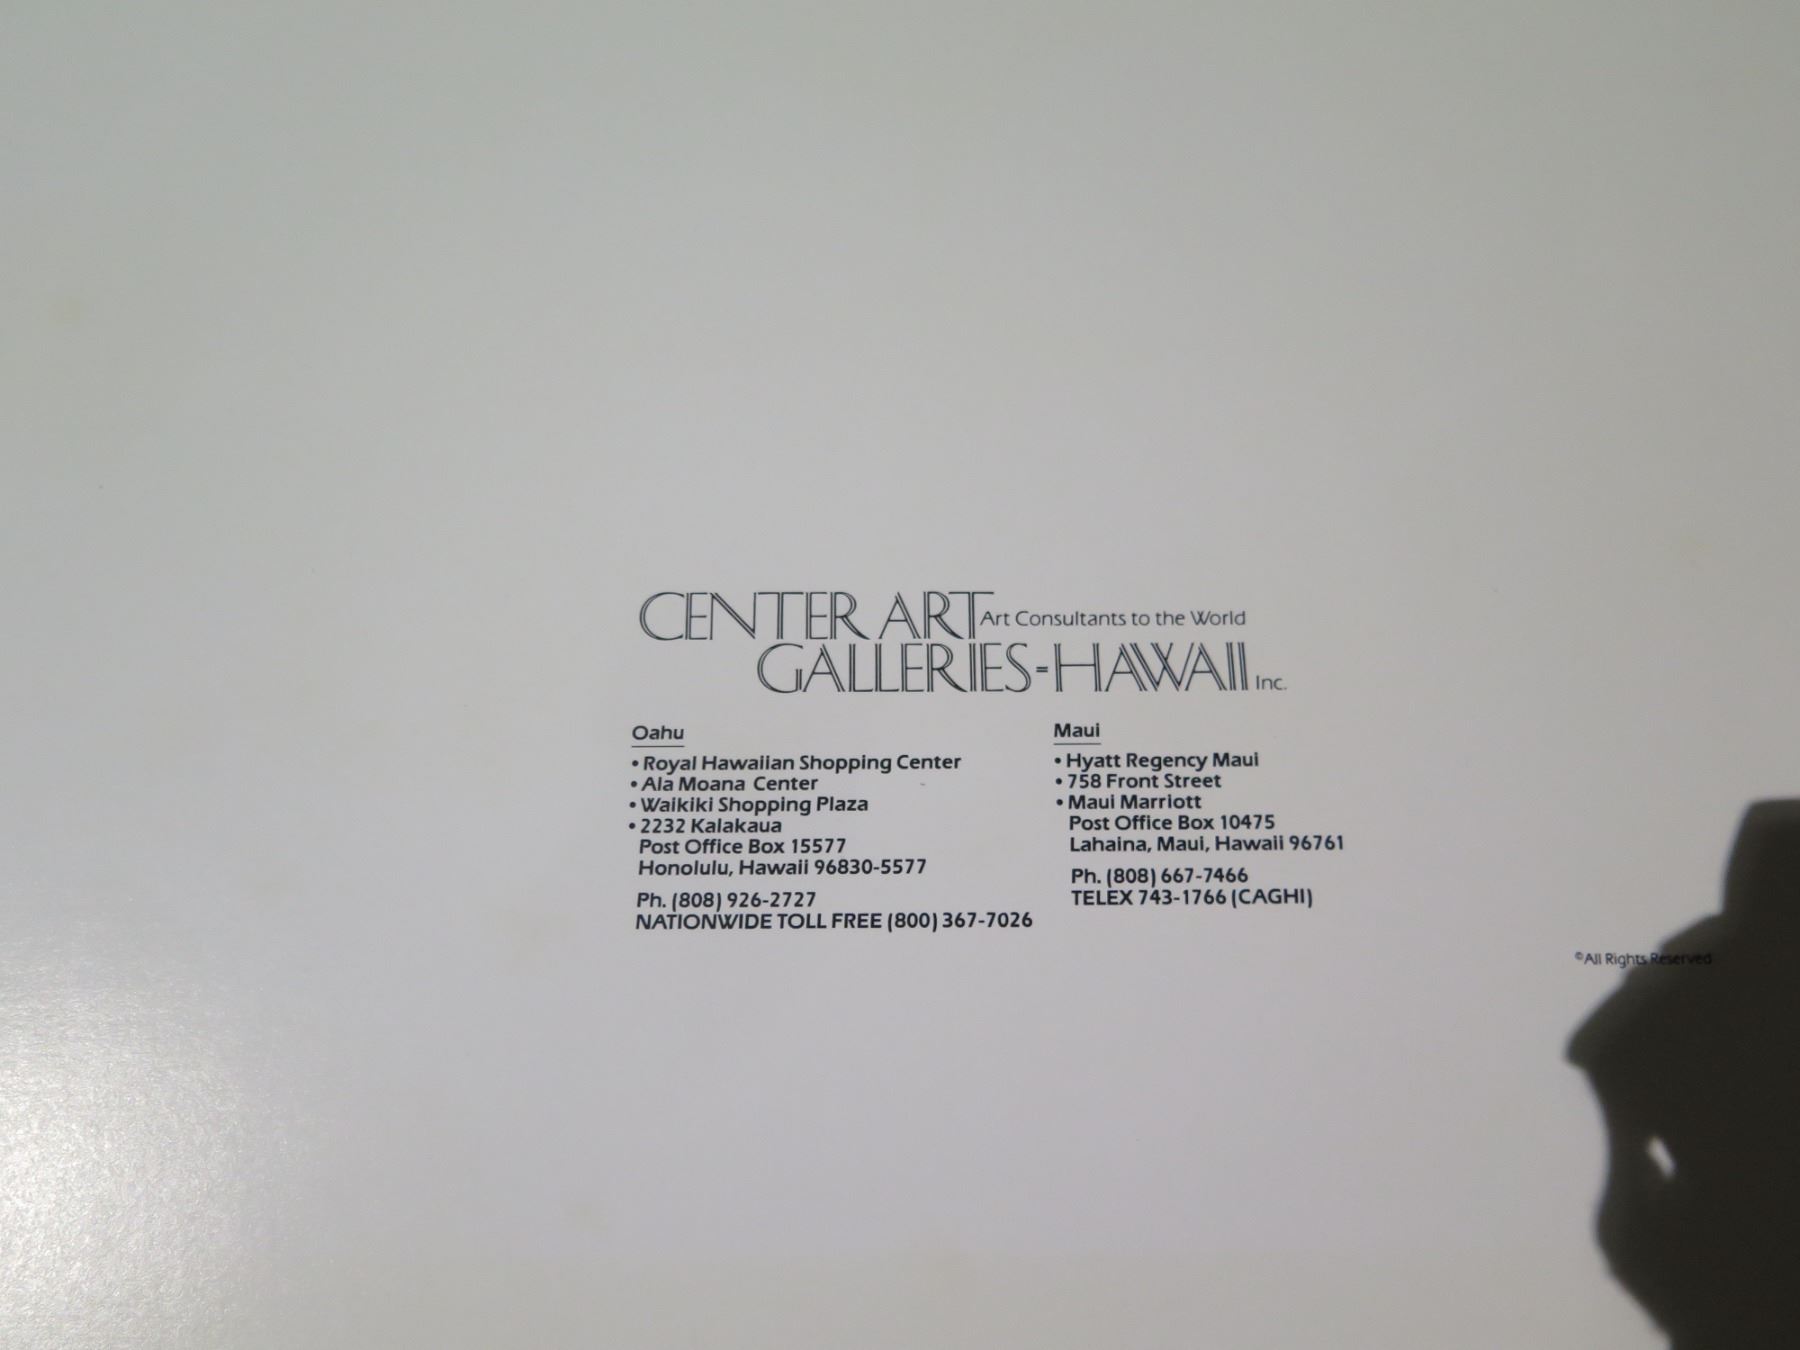 CENTER ART Art Consultants to the World
GALLERIES-HAWAII Inc.
Oahu
• Royal Hawaiian Shopping Center
• Ala Moana Center
• Waikiki Shopping Plaza
• 2232 Kalakaua
Post Office Box 15577
Honolulu, Hawaii 96830-5577
Ph. (808) 926-2727
NATIONWIDE TOLL FREE (800) 367-7026
Maui
• Hyatt Regency Maui
• 758 Front Street
• Maui Marriott
Post Office Box 10475
Lahaina, Maui, Hawaii 96761
Ph. (808) 667-7466
TELEX 743-1766 (CAGHI)
©All Rights Reserved